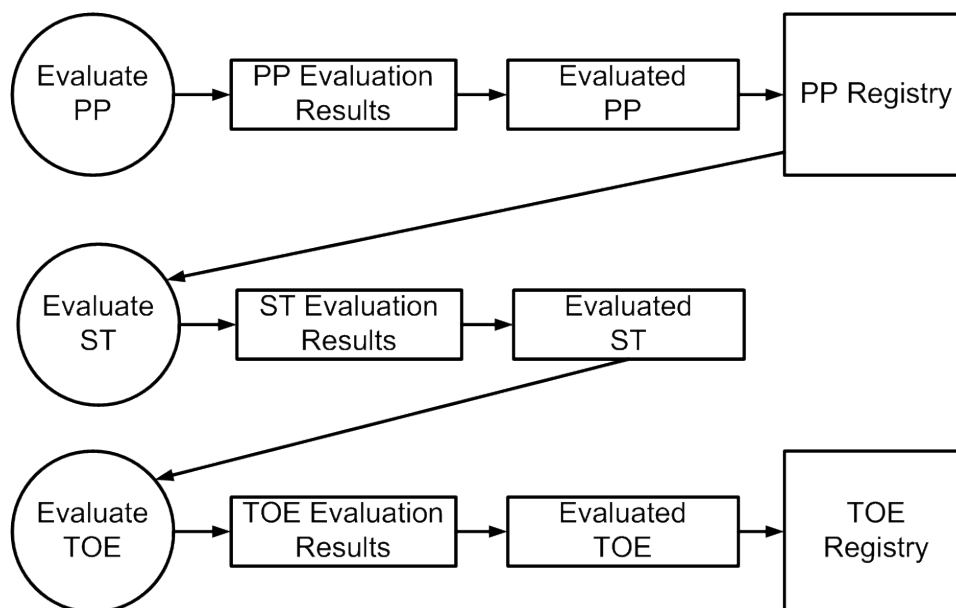 Evaluate
PP
PP Evaluation
Results
Evaluated
PP
PP Registry
Evaluate
ST
ST Evaluation
Results
Evaluated
ST
Evaluate
TOE
TOE Evaluation
Results
Evaluated
TOE
TOE
Registry